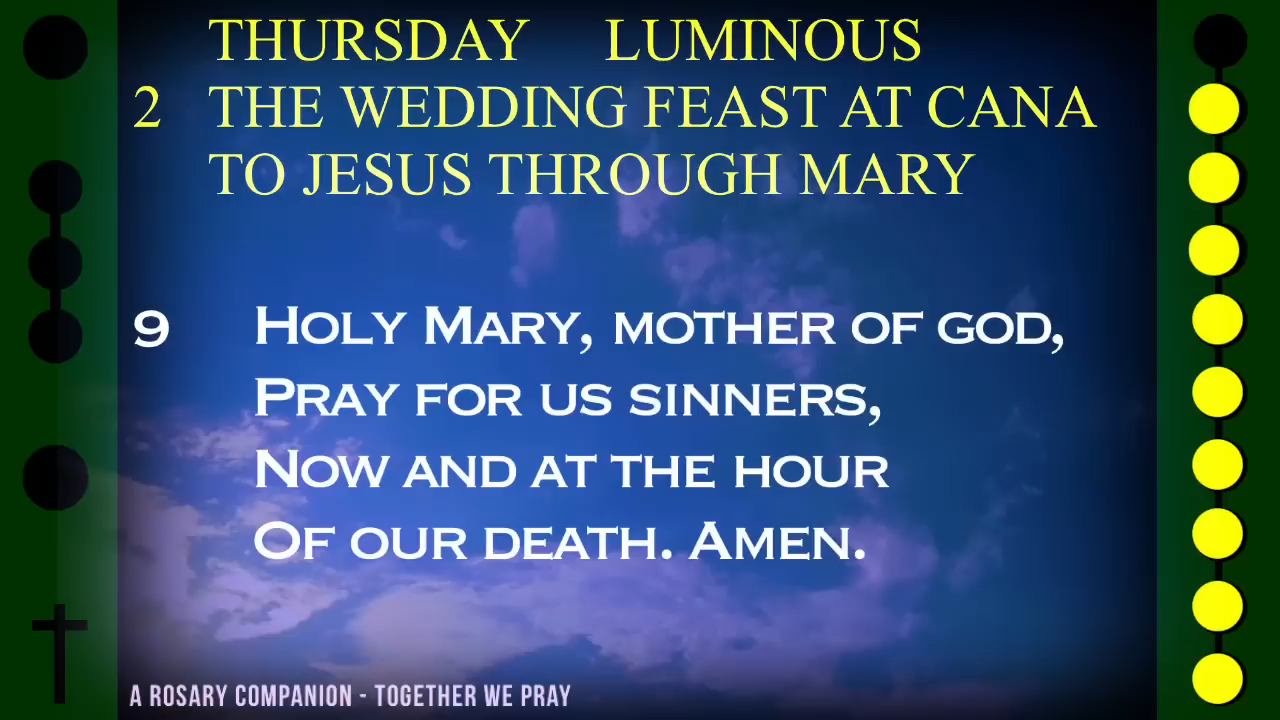 THURSDAY LUMINOUS
2 THE WEDDING FEAST AT CANA
TO JESUS THROUGH MARY
9 HOLY MARY, MOTHER OF GOD,
PRAY FOR US SINNERS,
NOW AND AT THE HOUR
OF OUR DEATH. AMEN.
A ROSARY COMPANION - TOGETHER WE PRAY